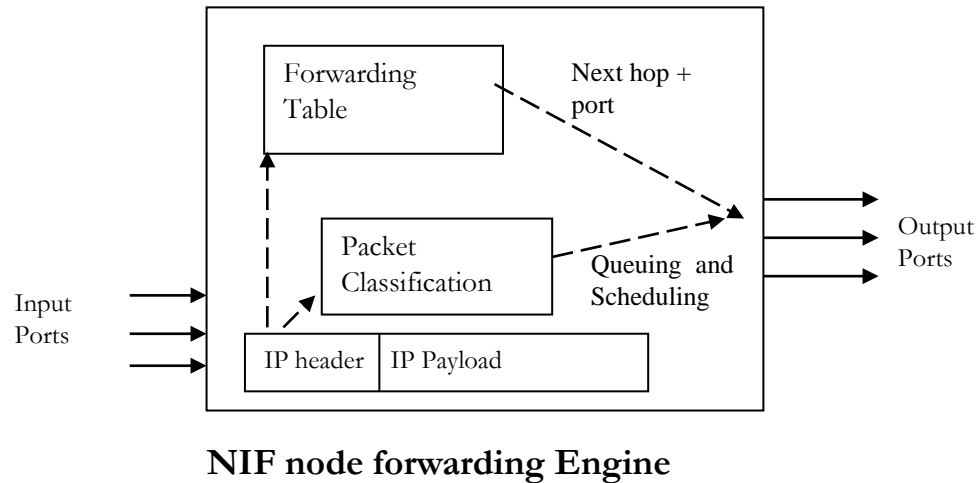 Forwarding
Table
Next hop +
port
Packet
Classification
Queuing and
Scheduling
Output
Ports
Input
Ports
IP header
IP Payload
NIF node forwarding Engine